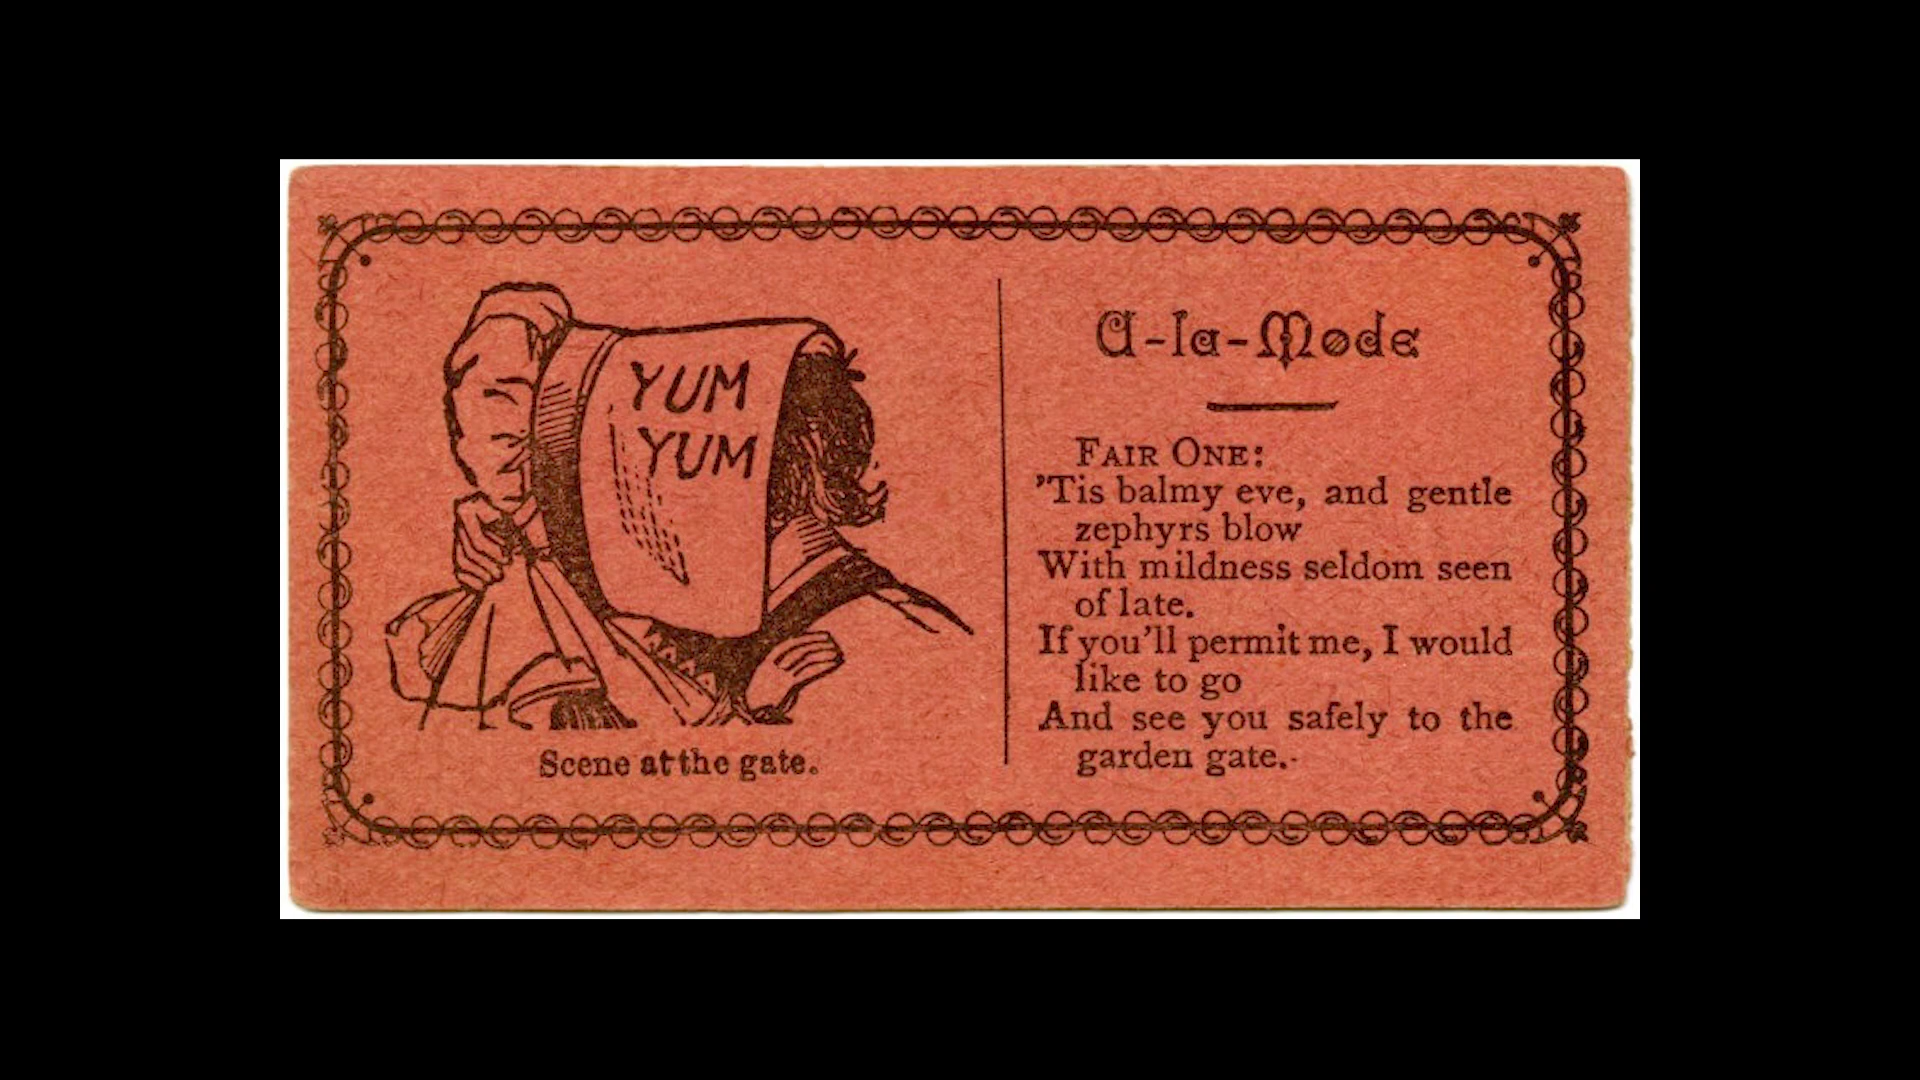 YUM
YUM
Scene at the gate.
A-la-Mode
FAIR ONE:
'Tis balmy eve, and gentle
zephyrs blow
With mildness seldom seen
of late.
If you'll permit me, I would
like to go
And see you safely to the
garden gate.